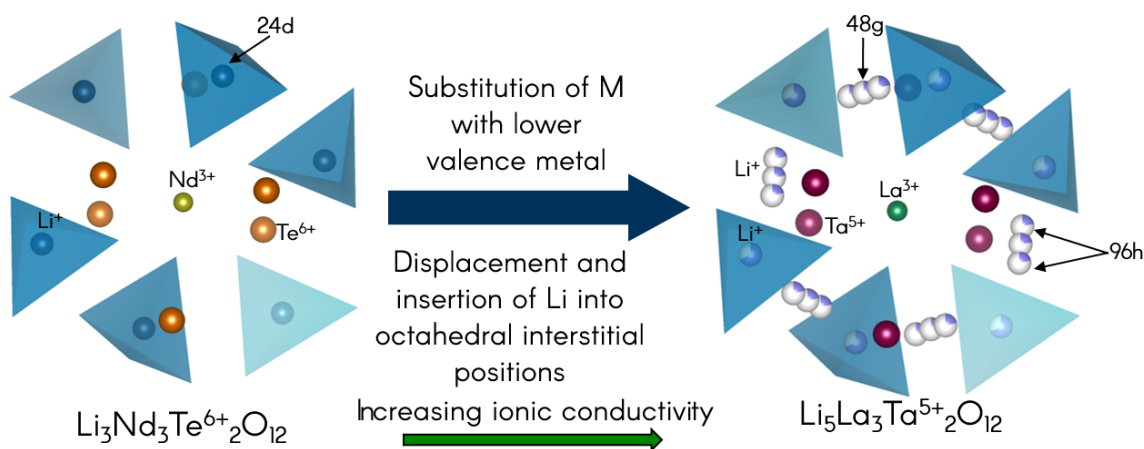 24d
Nd³⁺
Li⁺
Te⁶⁺
Li₃Nd₃Te⁶⁺₂O₁₂
Substitution of M
with lower
valence metal
Displacement and
insertion of Li into
octahedral interstitial
positions
Increasing ionic conductivity
48g
Li⁺
La³⁺
Ta⁵⁺
Li⁺
96h
Li₅La₃Ta⁵⁺₂O₁₂